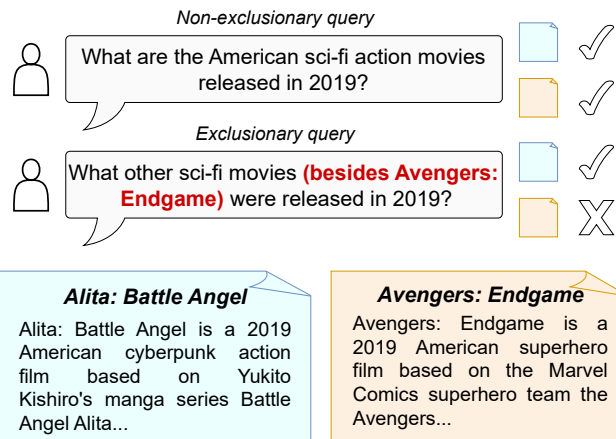 Non-exclusionary query
What are the American sci-fi action movies
released in 2019?
Exclusionary query
What other sci-fi movies (besides Avengers:
Endgame) were released in 2019?
Alita: Battle Angel
Alita: Battle Angel is a 2019
American cyberpunk action
film based on Yukito
Kishiro's manga series Battle
Angel Alita...
Avengers: Endgame
Avengers: Endgame is a
2019 American superhero
film based on the Marvel
Comics superhero team the
Avengers...